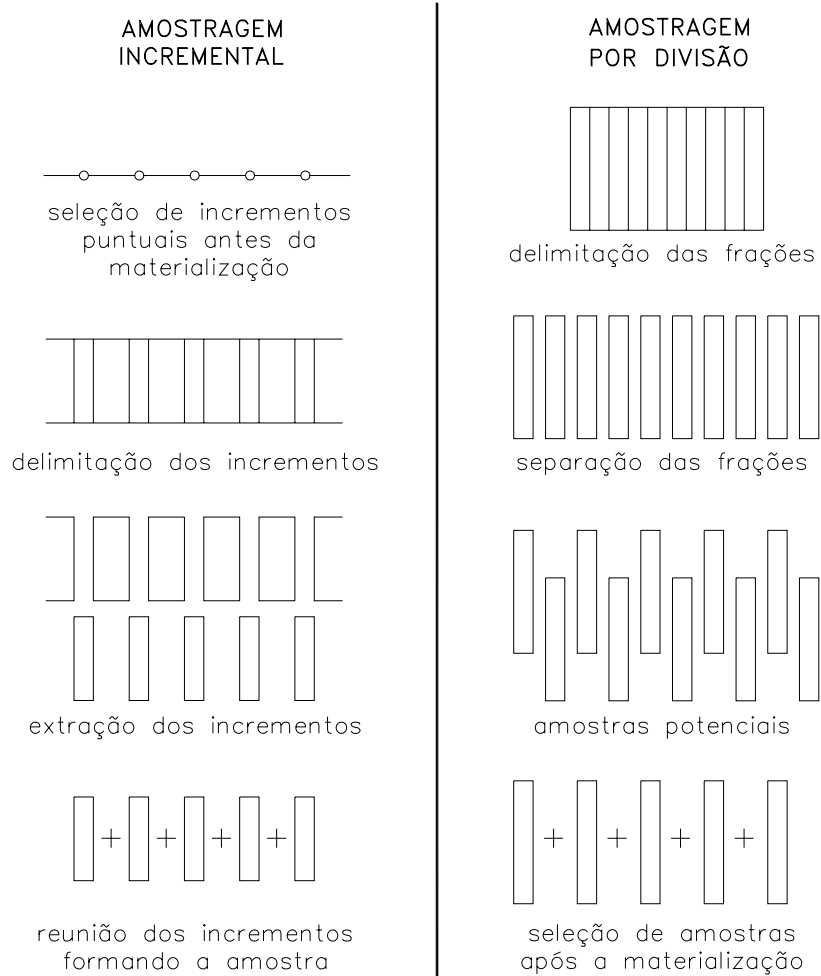 AMOSTRAGEM
INCREMENTAL
seleção de incrementos
puntuais antes da
materialização
delimitação dos incrementos
extração dos incrementos
reunião dos incrementos
formando a amostra
AMOSTRAGEM
POR DIVISÃO
delimitação das frações
separação das frações
amostras potenciais
seleção de amostras
após a materialização